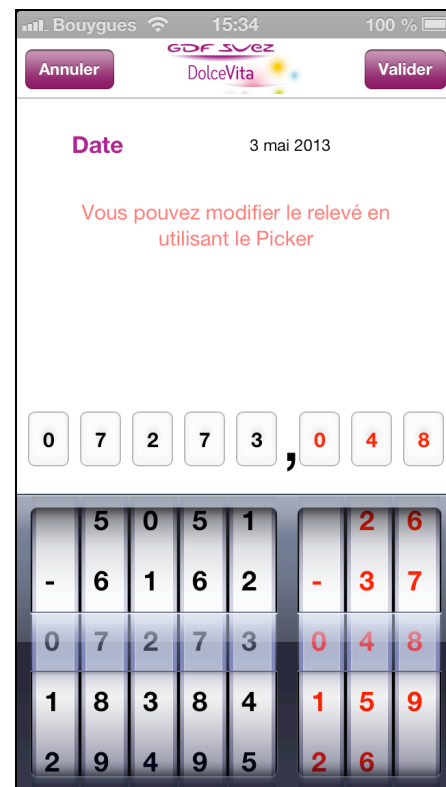 Bouygues 15:34 100 %
GDF SUEZ
Annuler DolceVita Valider
Date 3 mai 2013
Vous pouvez modifier le relevé en
utilisant le Picker
0 7 2 7 3 , 0 4 8
5 0 5 1 2 6
- 6 1 6 2 - 3 7
0 7 2 7 3 0 4 8
1 8 3 8 4 1 5 9
2 9 4 9 5 2 6